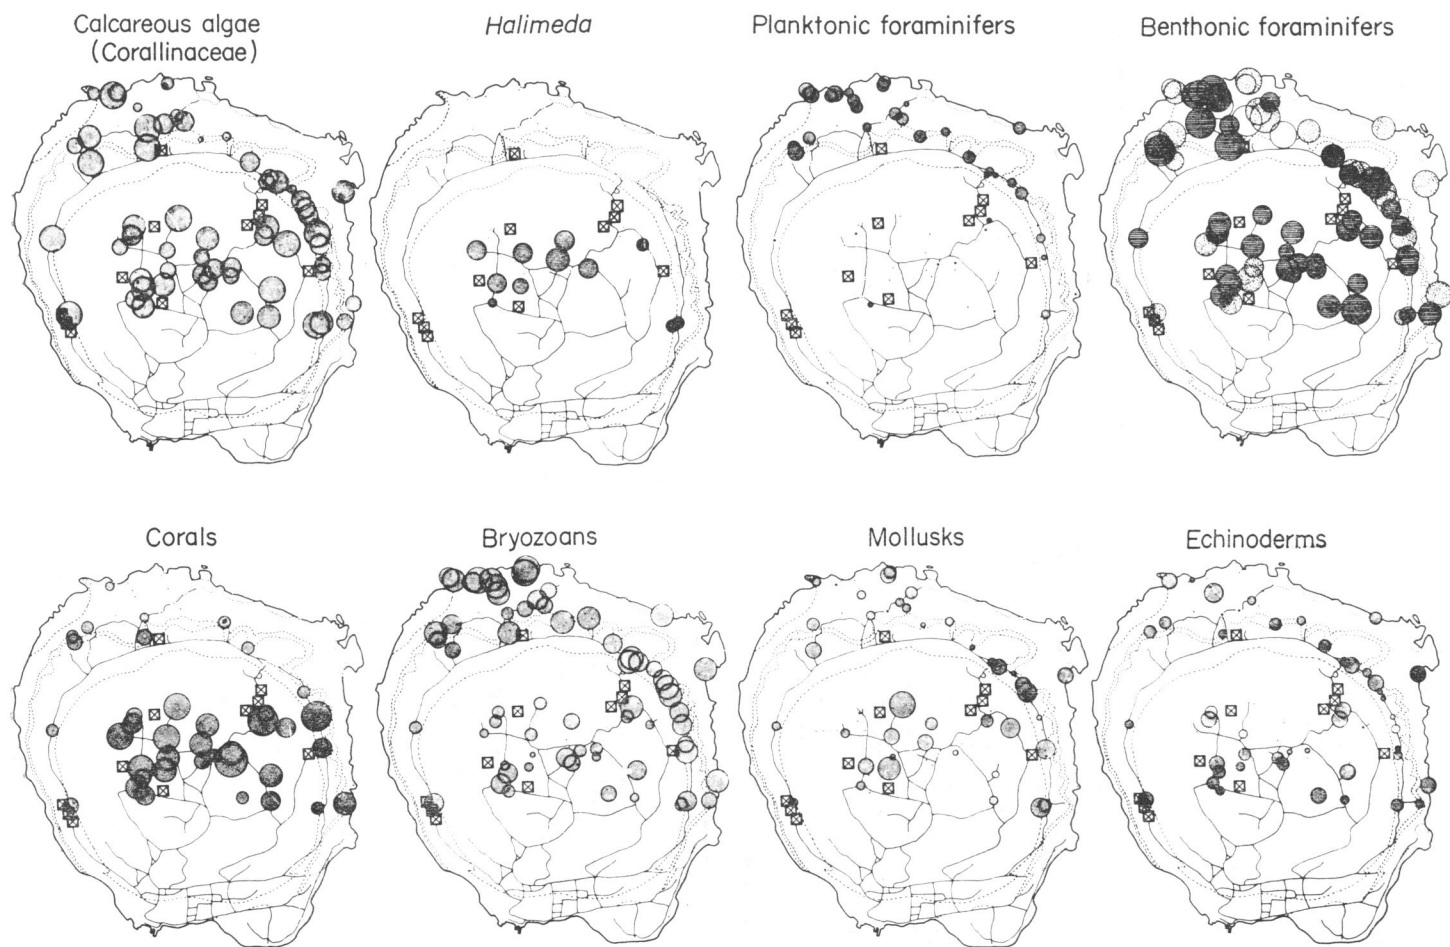 Calcareous algae
(Corallinaceae)
Halimeda
Planktonic foraminifers
Benthonic foraminifers
Corals
Bryozoans
Mollusks
Echinoderms